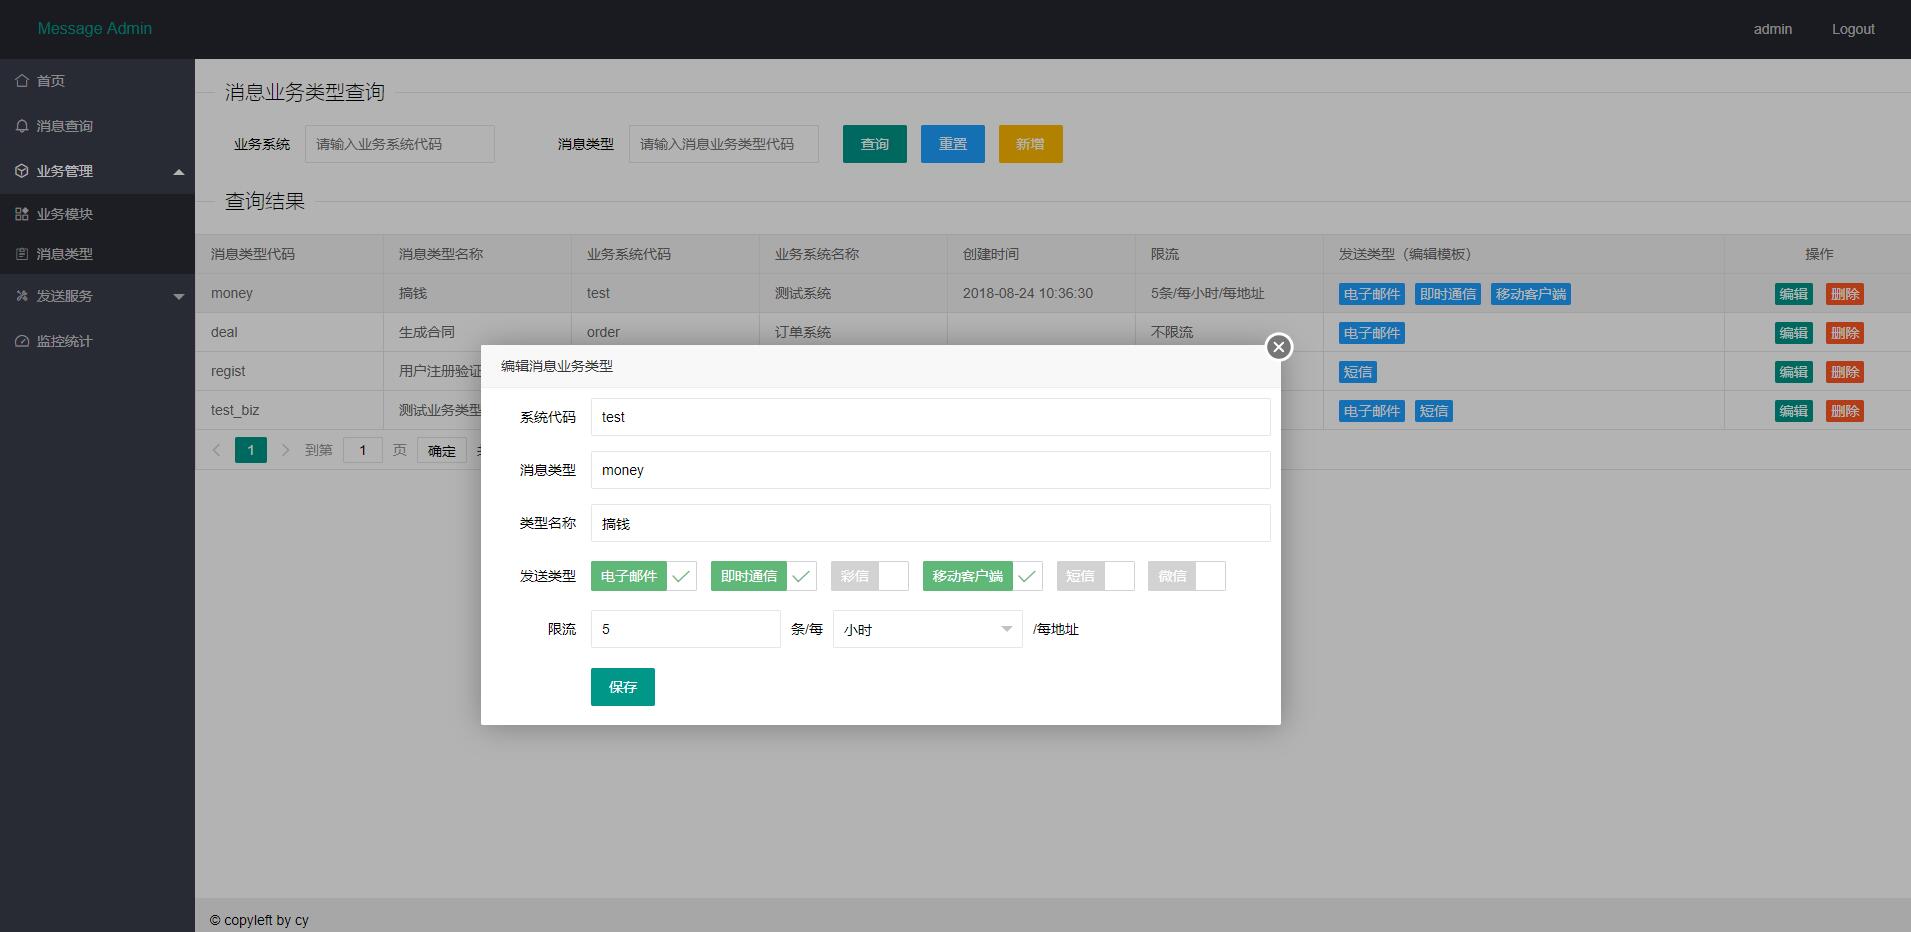 Message Admin
admin
Logout
首页
消息查询
业务管理
业务模块
消息类型
发送服务
监控统计
消息业务类型查询
业务系统 请输入业务系统代码 消息类型 请输入消息业务类型代码 查询 重置 新增
查询结果
消息类型代码 消息类型名称 业务系统代码 业务系统名称 创建时间 限流 发送类型（编辑模板） 操作
money 搞钱 test 测试系统 2018-08-24 10:36:30 5条/每小时/每地址 电子邮件 即时通信 移动客户端 编辑 删除
deal 生成合同 order 订单系统 不限流 电子邮件 编辑 删除
regist 用户注册验证 短信 编辑 删除
test_biz 测试业务类型 电子邮件 短信 编辑 删除
1 到第 1 页 确定
编辑消息业务类型
系统代码 test
消息类型 money
类型名称 搞钱
发送类型 电子邮件 即时通信 彩信 移动客户端 短信 微信
限流 5 条/每 小时 /每地址
保存
© copyleft by cy